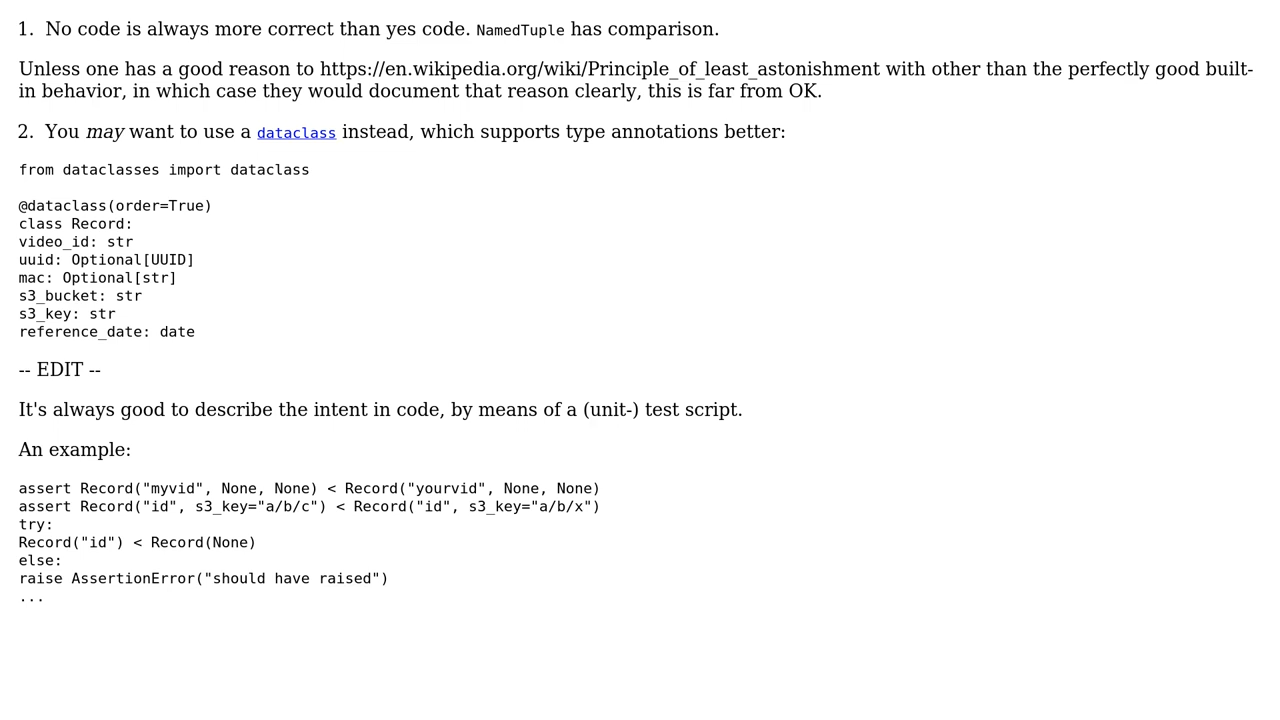 1. No code is always more correct than yes code. NamedTuple has comparison.
Unless one has a good reason to https://en.wikipedia.org/wiki/Principle_of_least_astonishment with other than the perfectly good built-
in behavior, in which case they would document that reason clearly, this is far from OK.
2. You may want to use a dataclass instead, which supports type annotations better:
from dataclasses import dataclass
@dataclass(order=True)
class Record:
video_id: str
uuid: Optional[UUID]
mac: Optional[str]
s3_bucket: str
s3_key: str
reference_date: date
-- EDIT --
It's always good to describe the intent in code, by means of a (unit-) test script.
An example:
assert Record("myvid", None, None) < Record("yourvid", None, None)
assert Record("id", s3_key="a/b/c") < Record("id", s3_key="a/b/x")
try:
Record("id") < Record(None)
else:
raise AssertionError("should have raised")
...